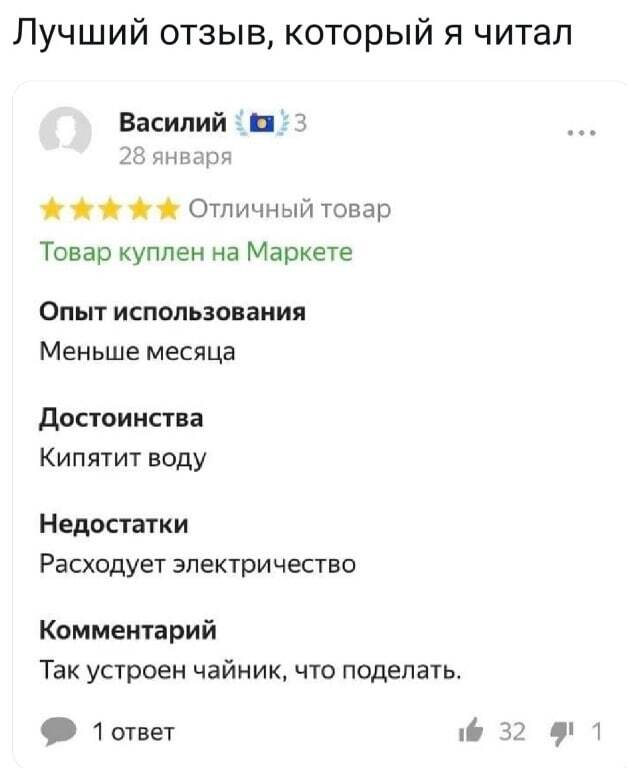 Лучший отзыв, который я читал
Василий 3
28 января
Отличный товар
Товар куплен на Маркете
Опыт использования
Меньше месяца
Достоинства
Кипятит воду
Недостатки
Расходует электричество
Комментарий
Так устроен чайник, что поделать.
1 ответ 32 1